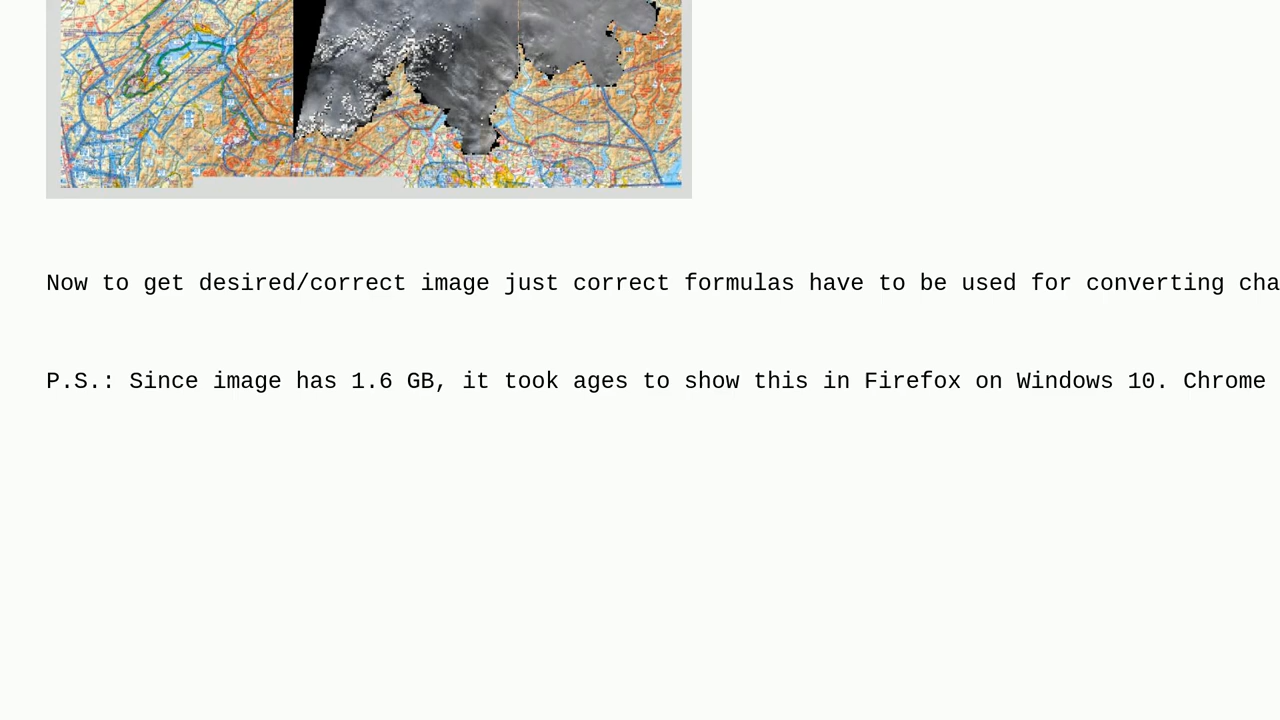 Now to get desired/correct image just correct formulas have to be used for converting cha
P.S.: Since image has 1.6 GB, it took ages to show this in Firefox on Windows 10. Chrome